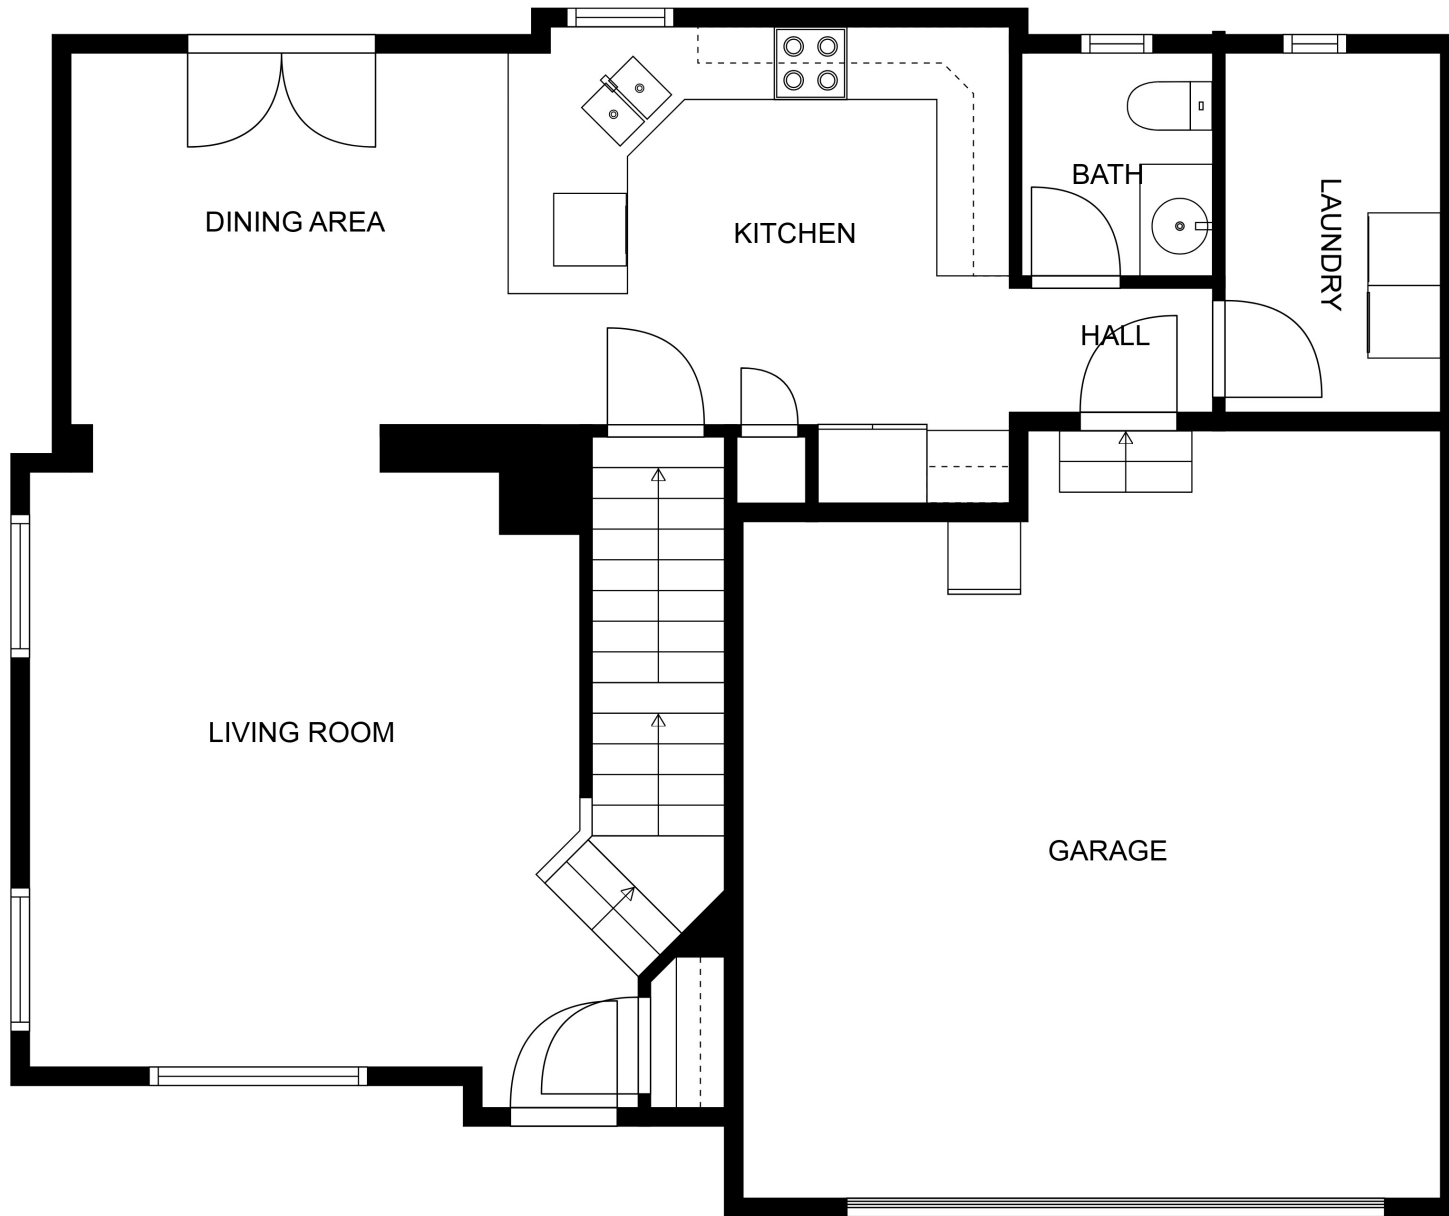 BATH
LAUNDRY
DINING AREA
KITCHEN
HALL
LIVING ROOM
GARAGE